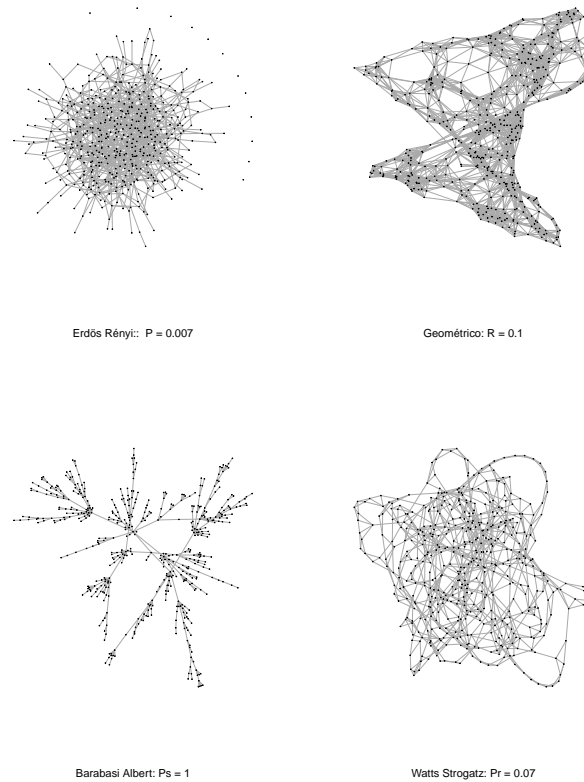 Erdös Rényi:: P = 0.007
Geométrico: R = 0.1
Barabasi Albert: Ps = 1
Watts Strogatz: Pr = 0.07